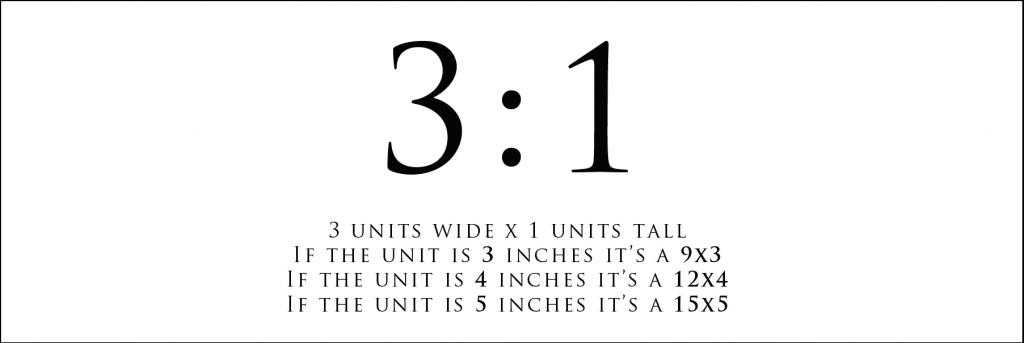 3:1
3 units wide x 1 units tall
If the unit is 3 inches it's a 9x3
If the unit is 4 inches it's a 12x4
If the unit is 5 inches it's a 15x5